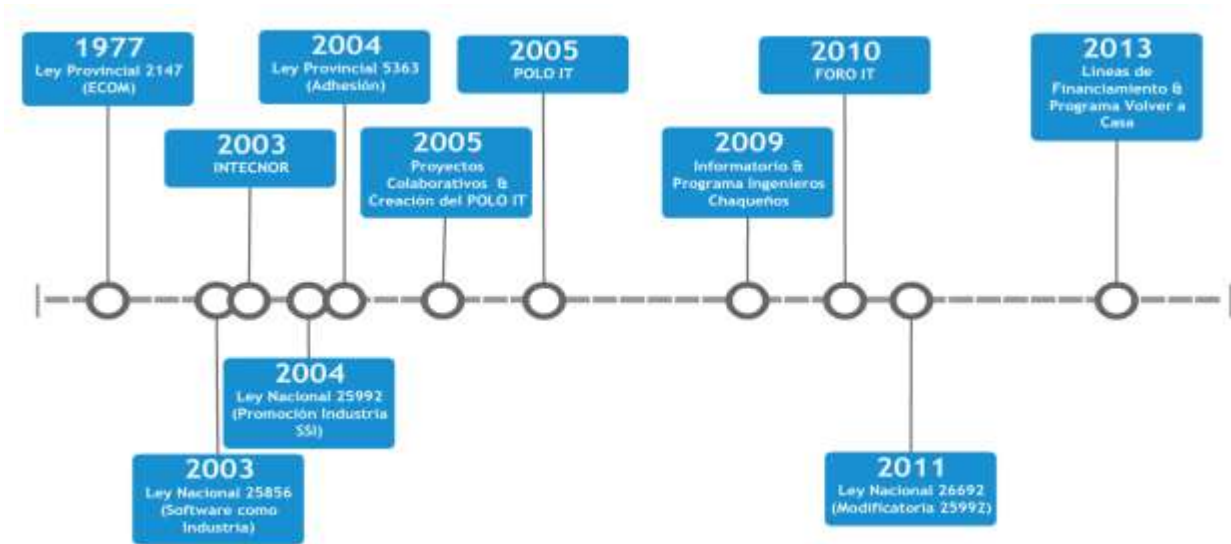 1977
Ley Provincial 2147
(ECOM)
2003
Ley Nacional 25856
(Software como
Industria)
2003
INTECNOR
2004
Ley Nacional 25992
(Promoción Industria
SSI)
2004
Ley Provincial 5363
(Adhesión)
2005
Proyectos
Colaborativos &
Creación del POLO IT
2005
POLO IT
2009
Informatorio &
Programa Ingenieros
Chaqueños
2010
FORO IT
2011
Ley Nacional 26692
(Modificatoria 25992)
2013
Lineas de
Financiamiento &
Programa Volver a
Casa